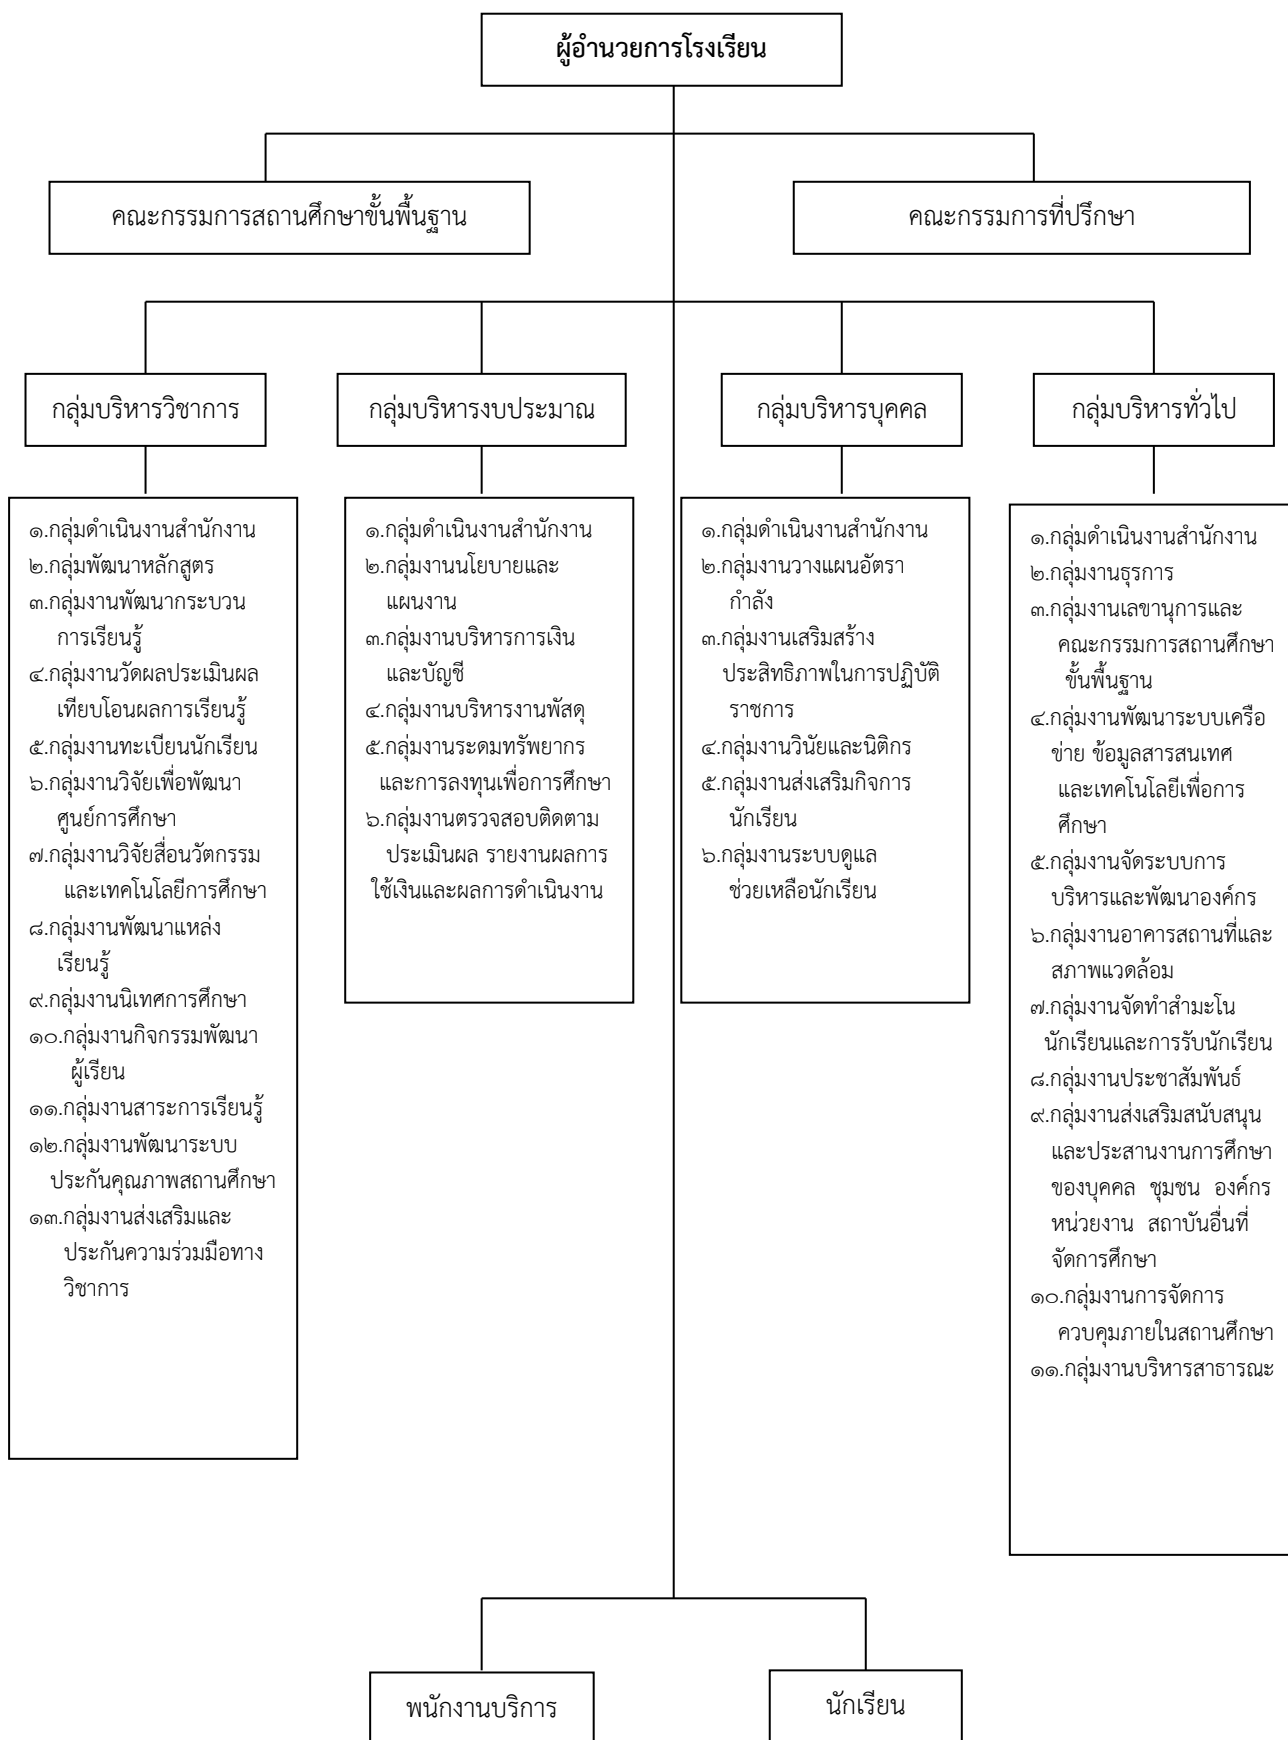 ผู้อำนวยการโรงเรียน
คณะกรรมการสถานศึกษาขั้นพื้นฐาน
คณะกรรมการที่ปรึกษา
กลุ่มบริหารวิชาการ
กลุ่มบริหารงบประมาณ
กลุ่มบริหารบุคคล
กลุ่มบริหารทั่วไป
๑.กลุ่มดำเนินงานสำนักงาน
๒.กลุ่มพัฒนาหลักสูตร
๓.กลุ่มงานพัฒนากระบวน
การเรียนรู้
๔.กลุ่มงานวัดผลประเมินผล
เทียบโอนผลการเรียนรู้
๕.กลุ่มงานทะเบียนนักเรียน
๖.กลุ่มงานวิจัยเพื่อพัฒนา
ศูนย์การศึกษา
๗.กลุ่มงานวิจัยสื่อนวัตกรรม
และเทคโนโลยีการศึกษา
๘.กลุ่มงานพัฒนาแหล่ง
เรียนรู้
๙.กลุ่มงานนิเทศการศึกษา
๑๐.กลุ่มงานกิจกรรมพัฒนา
ผู้เรียน
๑๑.กลุ่มงานสาระการเรียนรู้
๑๒.กลุ่มงานพัฒนาระบบ
ประกันคุณภาพสถานศึกษา
๑๓.กลุ่มงานส่งเสริมและ
ประกันความร่วมมือทาง
วิชาการ
๑.กลุ่มดำเนินงานสำนักงาน
๒.กลุ่มงานนโยบายและ
แผนงาน
๓.กลุ่มงานบริหารการเงิน
และบัญชี
๔.กลุ่มงานบริหารงานพัสดุ
๕.กลุ่มงานระดมทรัพยากร
และการลงทุนเพื่อการศึกษา
๖.กลุ่มงานตรวจสอบติดตาม
ประเมินผล รายงานผลการ
ใช้เงินและผลการดำเนินงาน
๑.กลุ่มดำเนินงานสำนักงาน
๒.กลุ่มงานวางแผนอัตรา
กำลัง
๓.กลุ่มงานเสริมสร้าง
ประสิทธิภาพในการปฏิบัติ
ราชการ
๔.กลุ่มงานวินัยและนิติกร
๕.กลุ่มงานส่งเสริมกิจการ
นักเรียน
๖.กลุ่มงานระบบดูแล
ช่วยเหลือนักเรียน
๑.กลุ่มดำเนินงานสำนักงาน
๒.กลุ่มงานธุรการ
๓.กลุ่มงานเลขานุการและ
คณะกรรมการสถานศึกษา
ขั้นพื้นฐาน
๔.กลุ่มงานพัฒนาระบบเครือ
ข่าย ข้อมูลสารสนเทศ
และเทคโนโลยีเพื่อการ
ศึกษา
๕.กลุ่มงานจัดระบบการ
บริหารและพัฒนาองค์กร
๖.กลุ่มงานอาคารสถานที่และ
สภาพแวดล้อม
๗.กลุ่มงานจัดทำสำมะโน
นักเรียนและการรับนักเรียน
๘.กลุ่มงานประชาสัมพันธ์
๙.กลุ่มงานส่งเสริมสนับสนุน
และประสานงานการศึกษา
ของบุคคล ชุมชน องค์กร
หน่วยงาน สถาบันอื่นที่
จัดการศึกษา
๑๐.กลุ่มงานการจัดการ
ควบคุมภายในสถานศึกษา
๑๑.กลุ่มงานบริหารสาธารณะ
พนักงานบริการ
นักเรียน